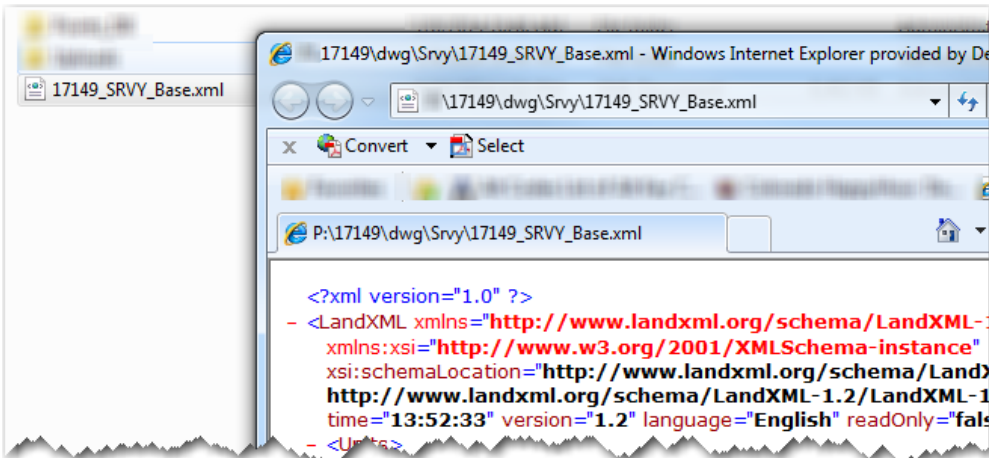 17149_SRVY_Base.xml
17149\dwg\Srvy\17149_SRVY_Base.xml - Windows Internet Explorer provided by De
\17149\dwg\Srvy\17149_SRVY_Base.xml
x Convert Select
P:\17149\dwg\Srvy\17149_SRVY_Base.xml
<?xml version="1.0" ?>
- <LandXML xmlns="http://www.landxml.org/schema/LandXML-1
xmlns:xsi="http://www.w3.org/2001/XMLSchema-instance"
xsi:schemaLocation="http://www.landxml.org/schema/LandX
http://www.landxml.org/schema/LandXML-1.2/LandXML-1
time="13:52:33" version="1.2" language="English" readOnly="fals
- <Units>